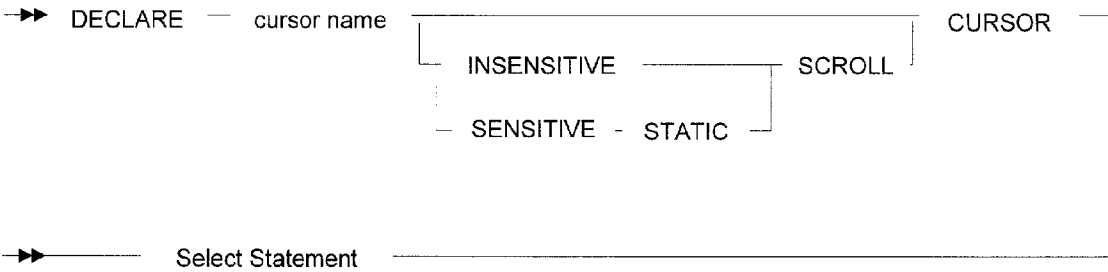 DECLARE cursor name CURSOR
INSENSITIVE SCROLL
SENSITIVE - STATIC
Select Statement